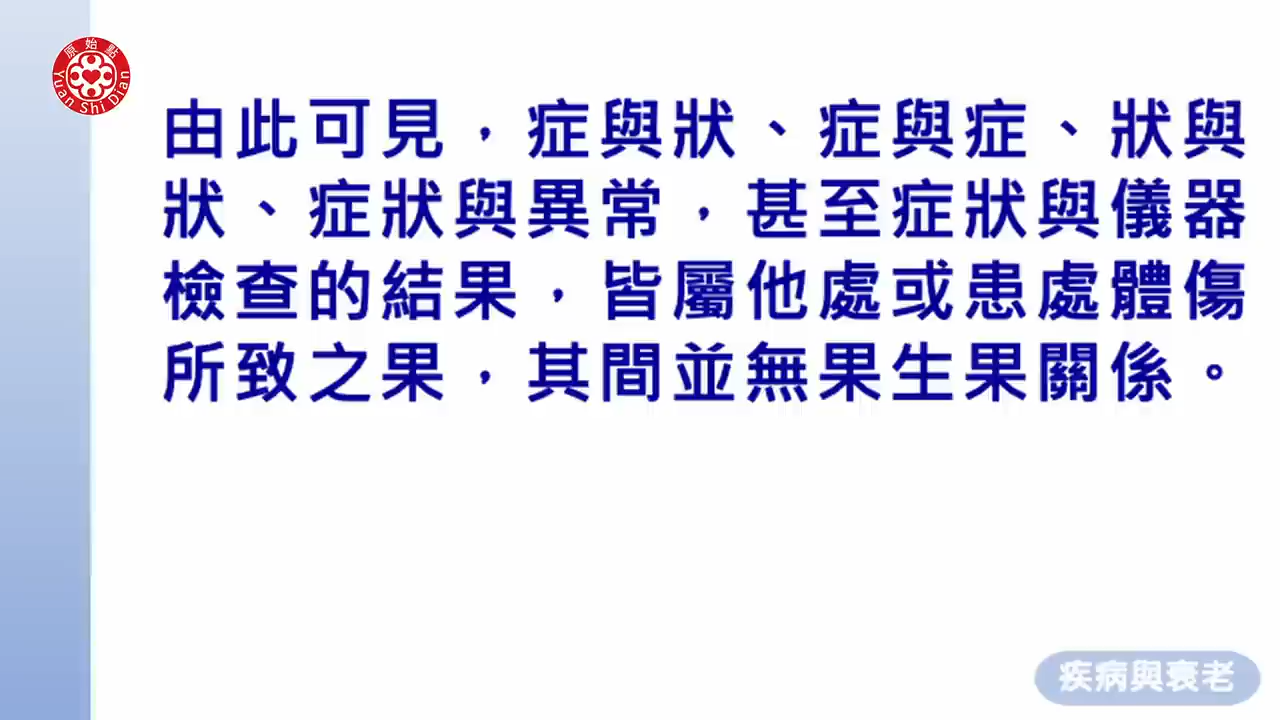 原始點
Yuan Shi Dian
由此可見，症與狀、症與症、狀與
狀、症狀與異常，甚至症狀與儀器
檢查的結果，皆屬他處或患處體傷
所致之果，其間並無果生果關係。
疾病與衰老